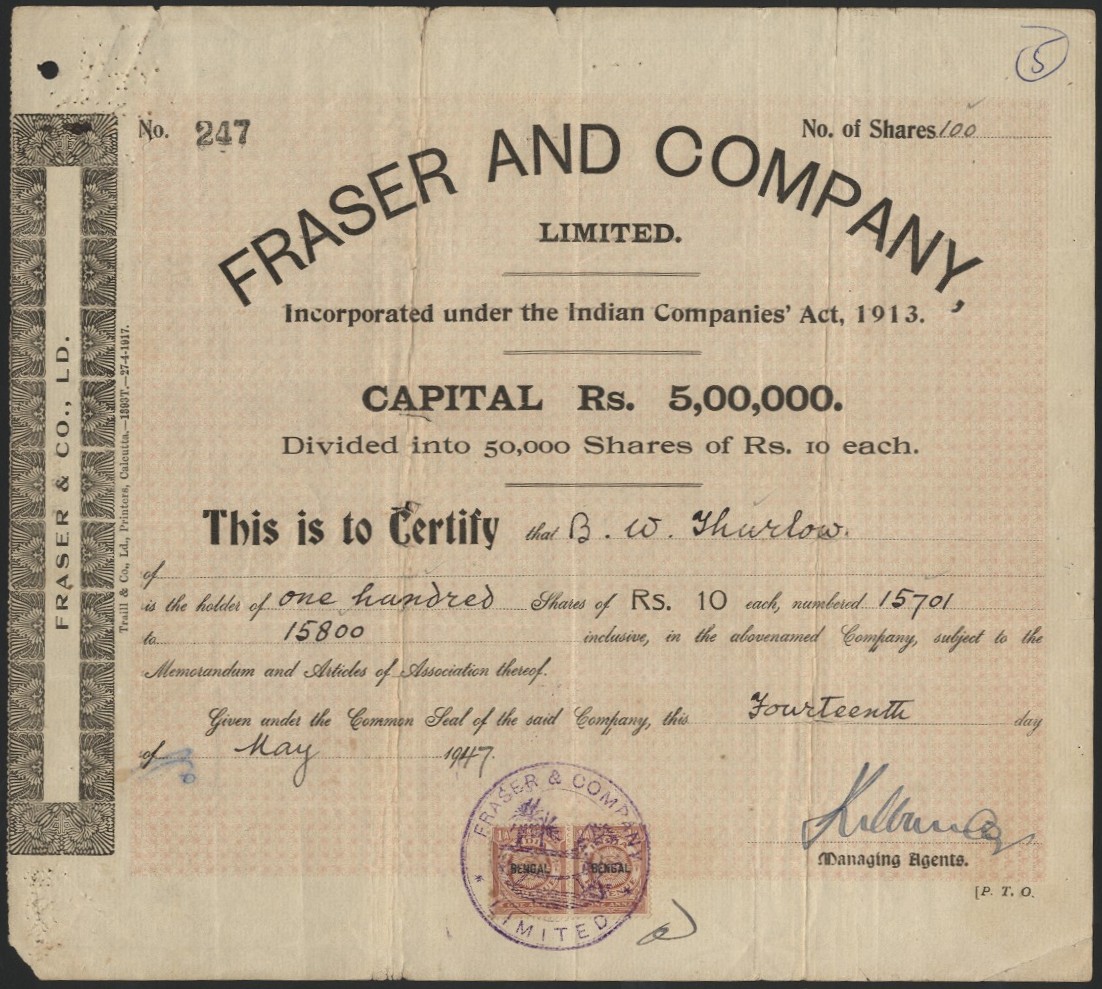 5
No. 247
No. of Shares 100
FRASER AND COMPANY,
LIMITED.
Incorporated under the Indian Companies' Act, 1913.
CAPITAL Rs. 5,00,000.
Divided into 50,000 Shares of Rs. 10 each.
This is to Certify that B. W. Thurlow.
of
is the holder of one hundred Shares of Rs. 10 each, numbered 15701
to 15800 inclusive, in the abovenamed Company, subject to the
Memorandum and Articles of Association thereof.
Given under the Common Seal of the said Company, this Fourteenth day
of May 1947.
FRASER & COMPANY
LIMITED
BENGAL BENGAL
Managing Agents.
[P. T. O.
FRASER & CO., LD.
Traill & Co., Ld., Printers, Calcutta.—1393T.—27-4-1917.